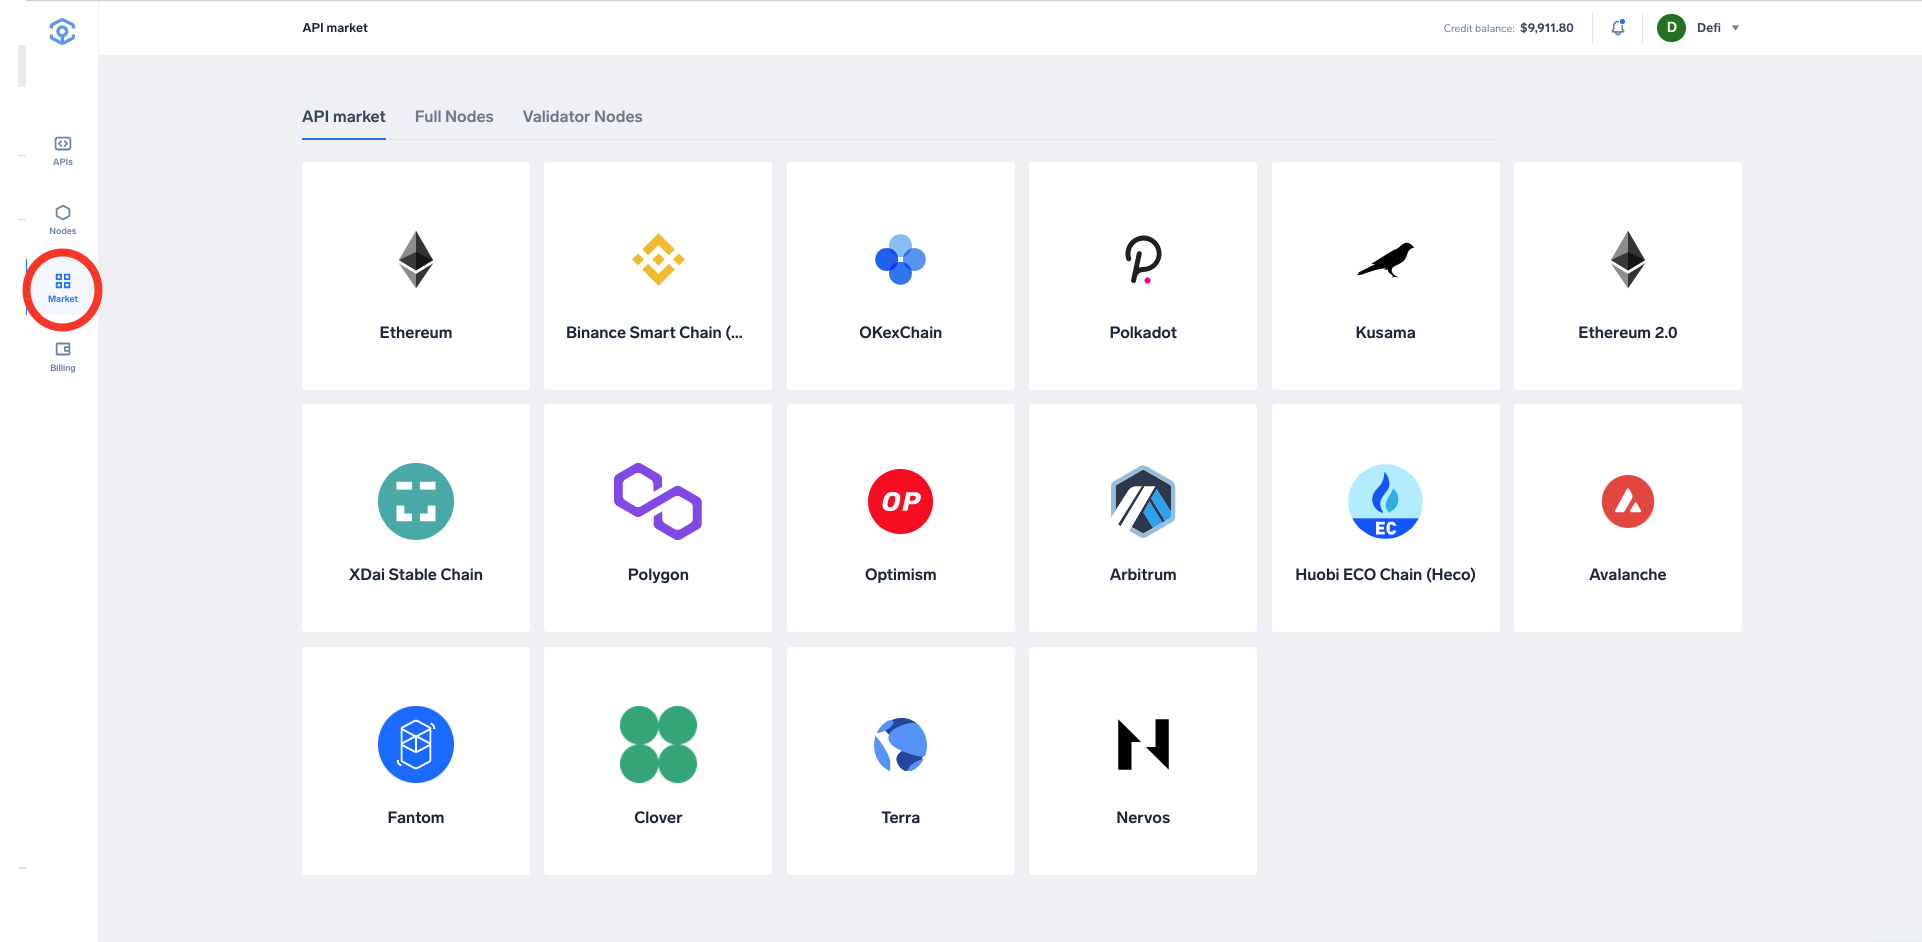 API market
Credit balance: $9,911.80
D
Defi
API market
Full Nodes
Validator Nodes
APIs
Nodes
Market
Billing
Ethereum
Binance Smart Chain (...
OKexChain
Polkadot
Kusama
Ethereum 2.0
OP
EC
XDai Stable Chain
Polygon
Optimism
Arbitrum
Huobi ECO Chain (Heco)
Avalanche
Fantom
Clover
Terra
Nervos